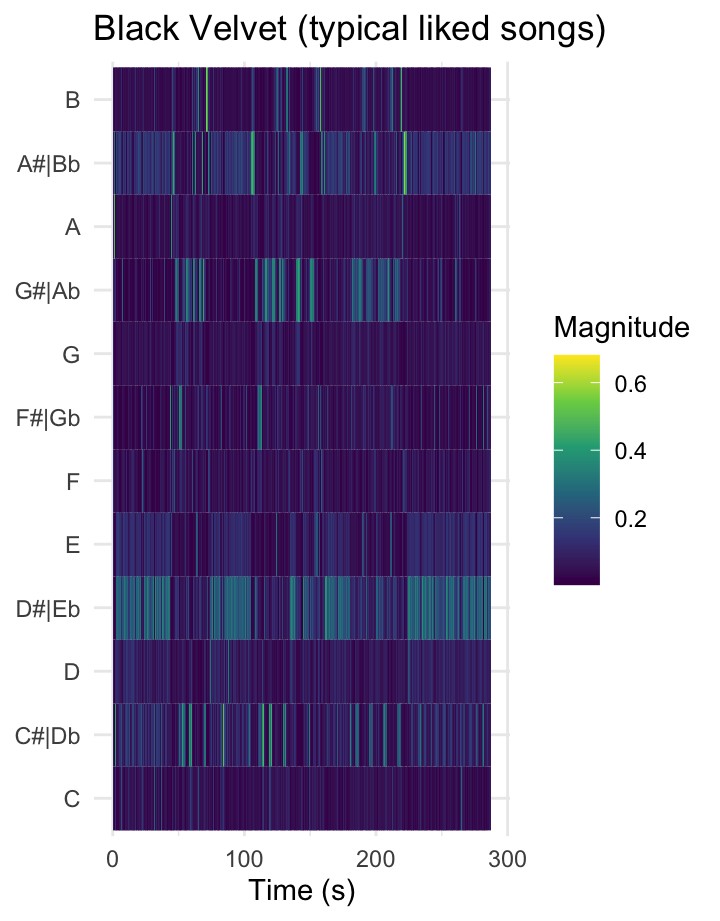 Black Velvet (typical liked songs)
B
A#|Bb
A
G#|Ab
G
F#|Gb
F
E
D#|Eb
D
C#|Db
C
0 100 200 300
Time (s)
Magnitude
0.6
0.4
0.2